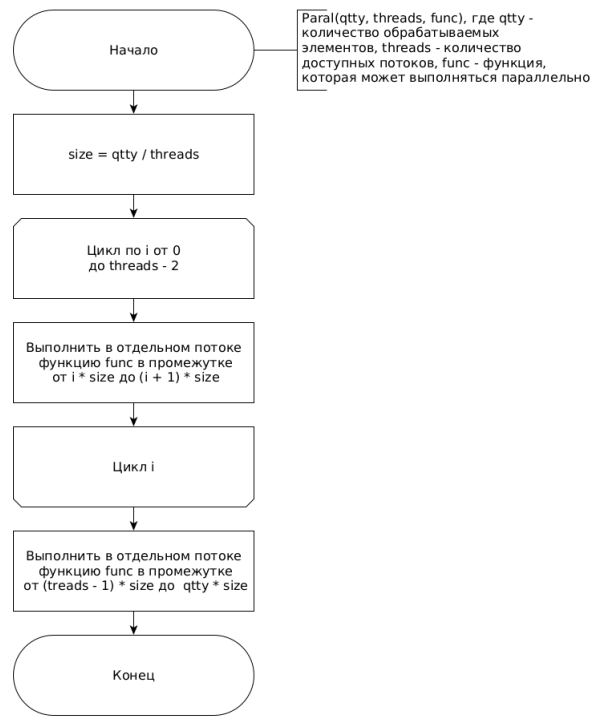 Начало
Paral(qtty, threads, func), где qtty -
количество обрабатываемых
элементов, threads - количество
доступных потоков, func - функция,
которая может выполняться параллельно
size = qtty / threads
Цикл по i от 0
до threads - 2
Выполнить в отдельном потоке
функцию func в промежутке
от i * size до (i + 1) * size
Цикл i
Выполнить в отдельном потоке
функцию func в промежутке
от (treads - 1) * size до qtty * size
Конец